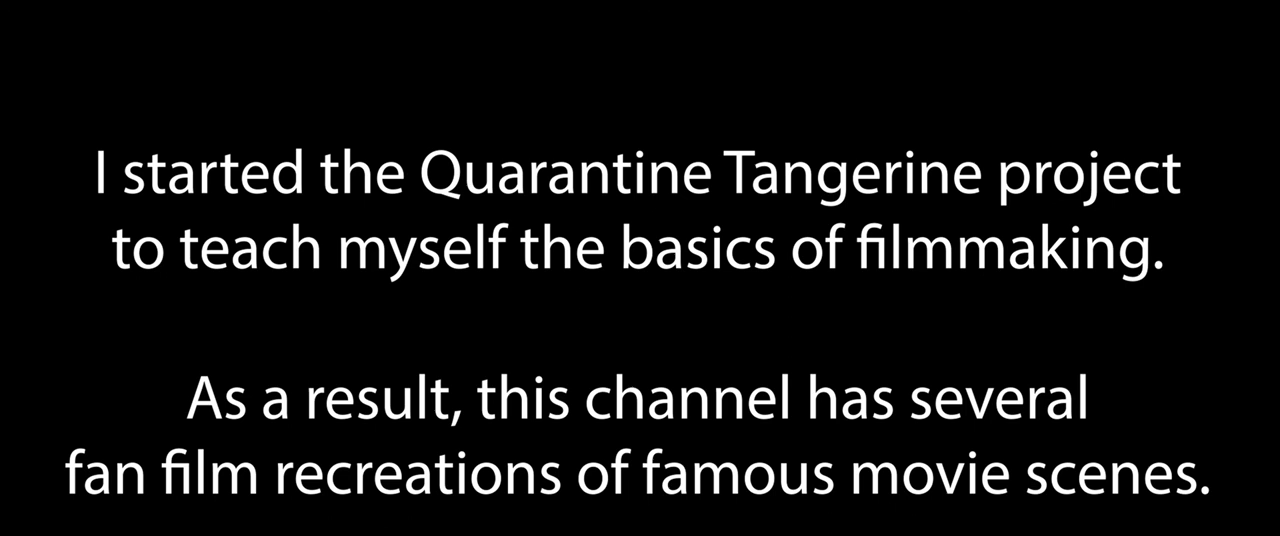 I started the Quarantine Tangerine project
to teach myself the basics of filmmaking.
As a result, this channel has several
fan film recreations of famous movie scenes.